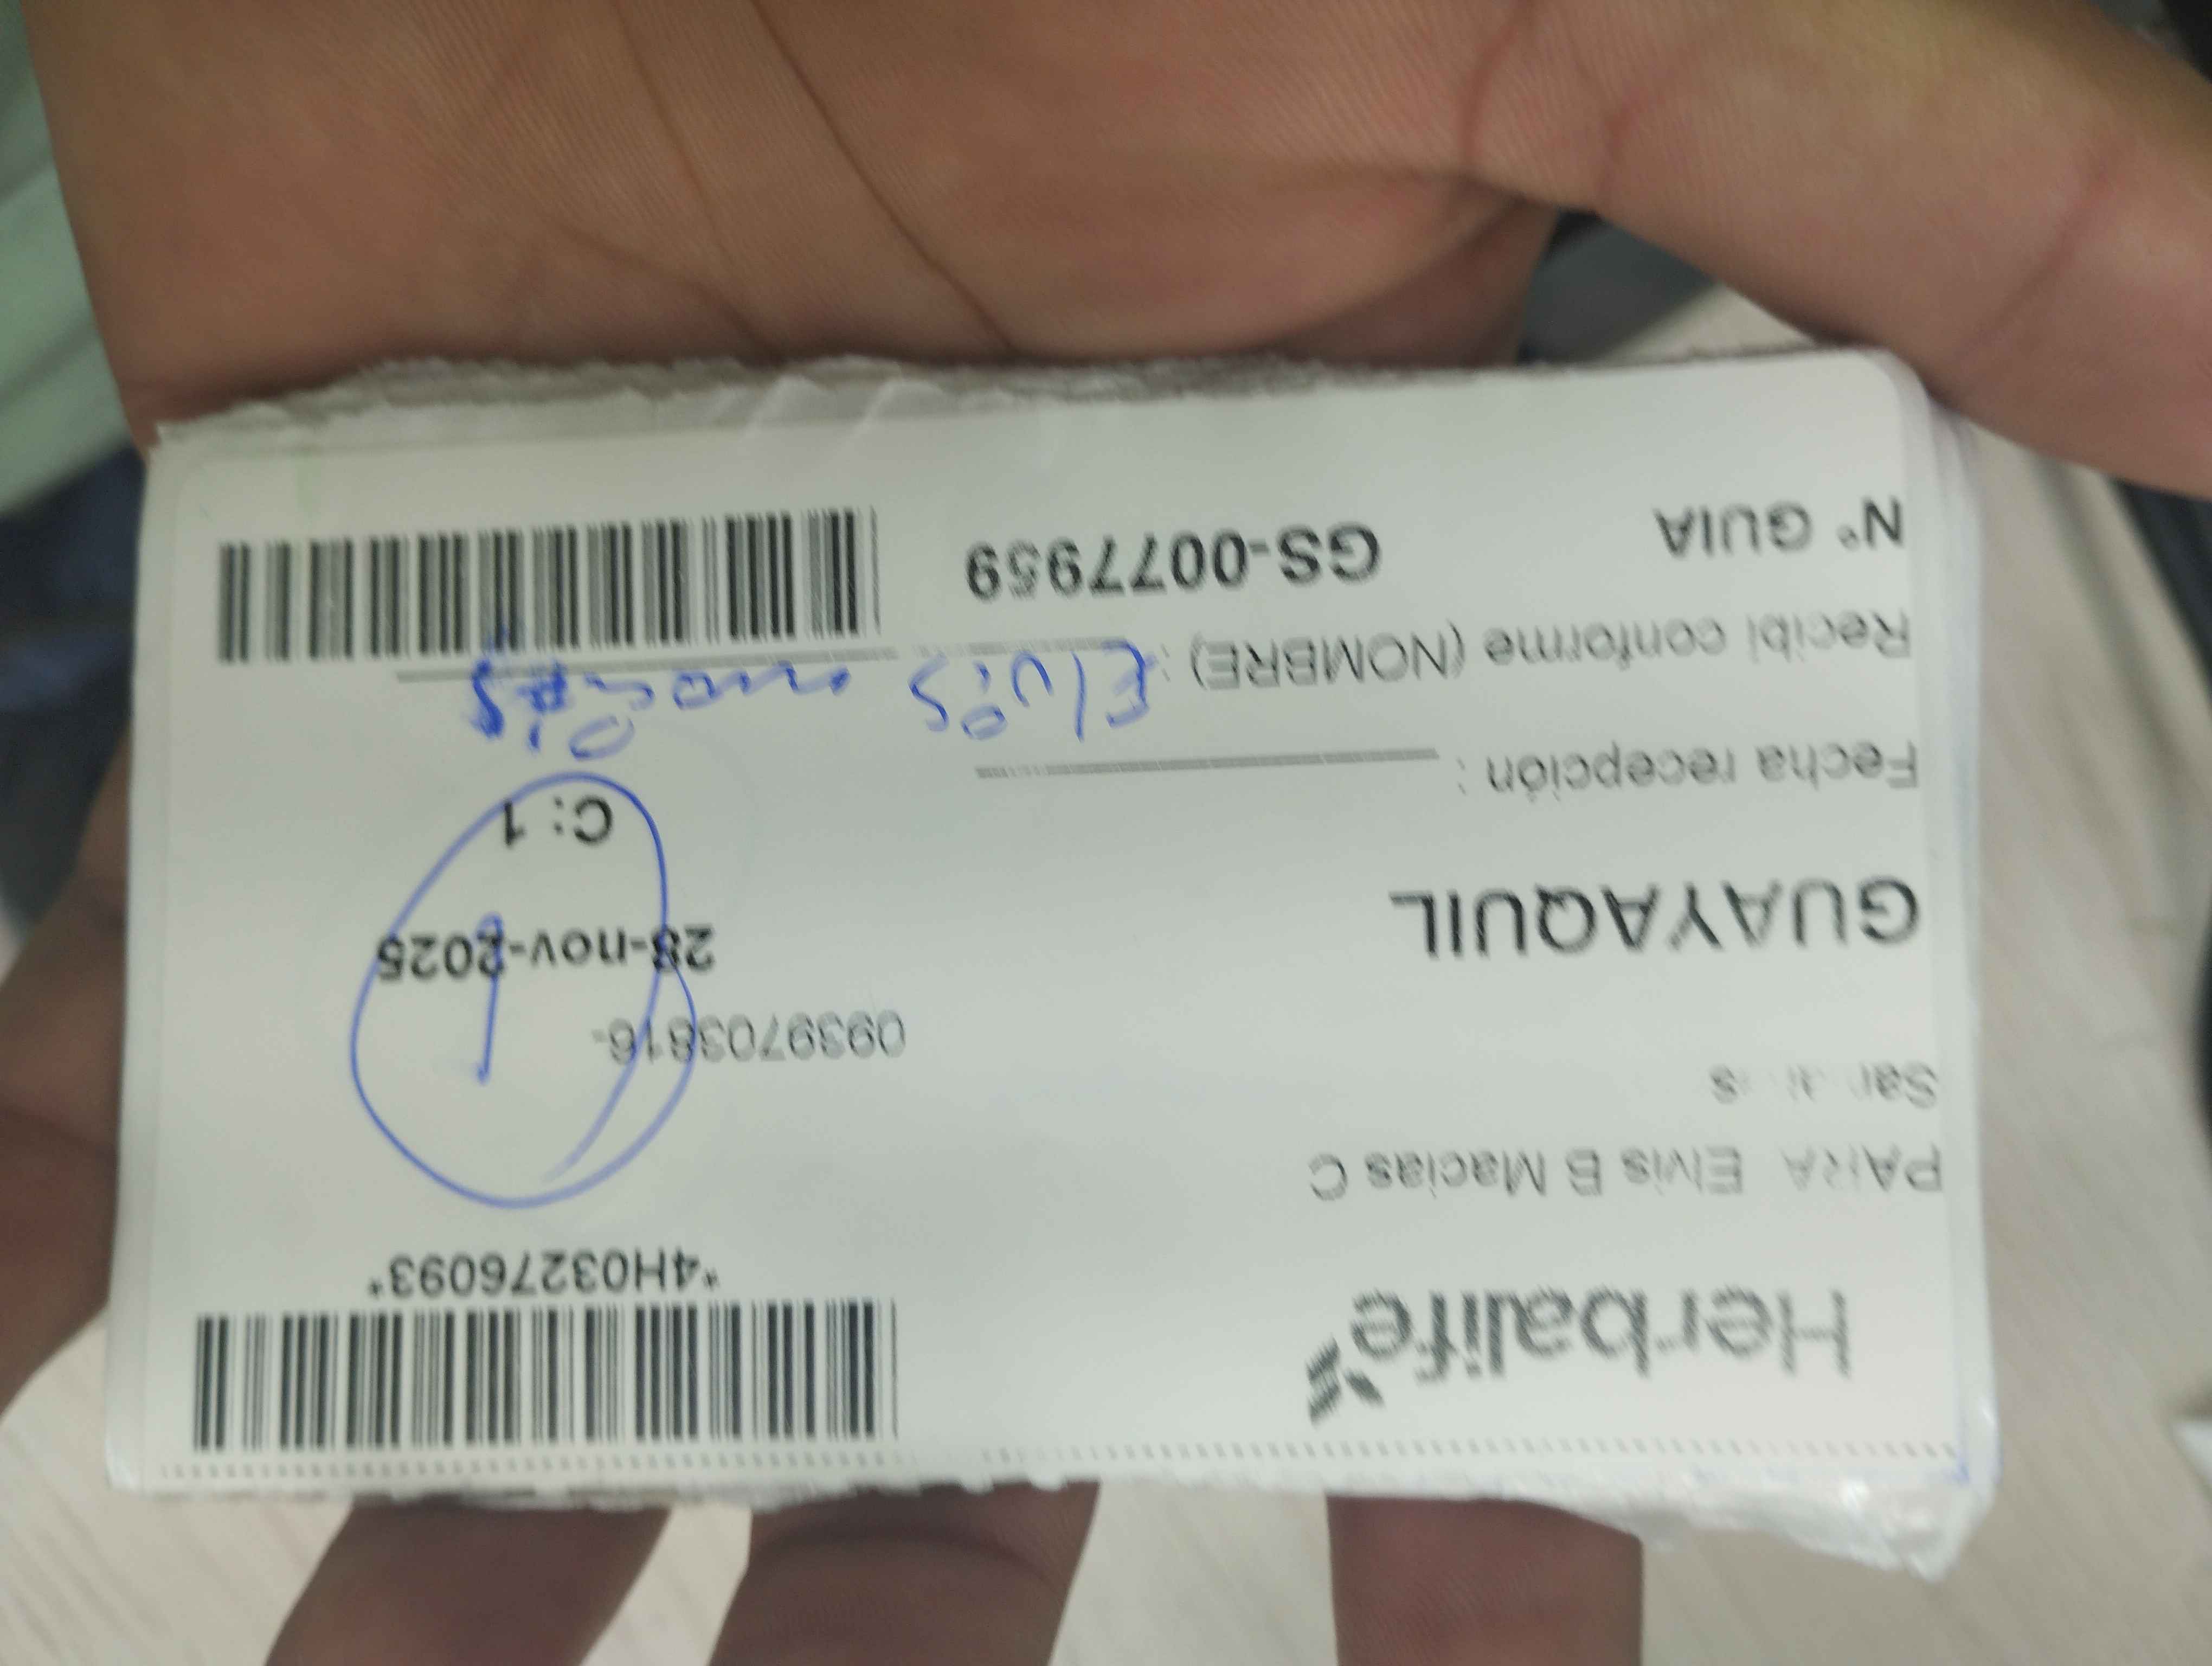 Herbalife
*4H03276093*
PARA Elvis B Macias C
0939703816-
GUAYAQUIL
28-nov-2025
C: 1
Fecha recepción :
Recibi conforme (NOMBRE) : Elvis macias
N° GUIA GS-0077959